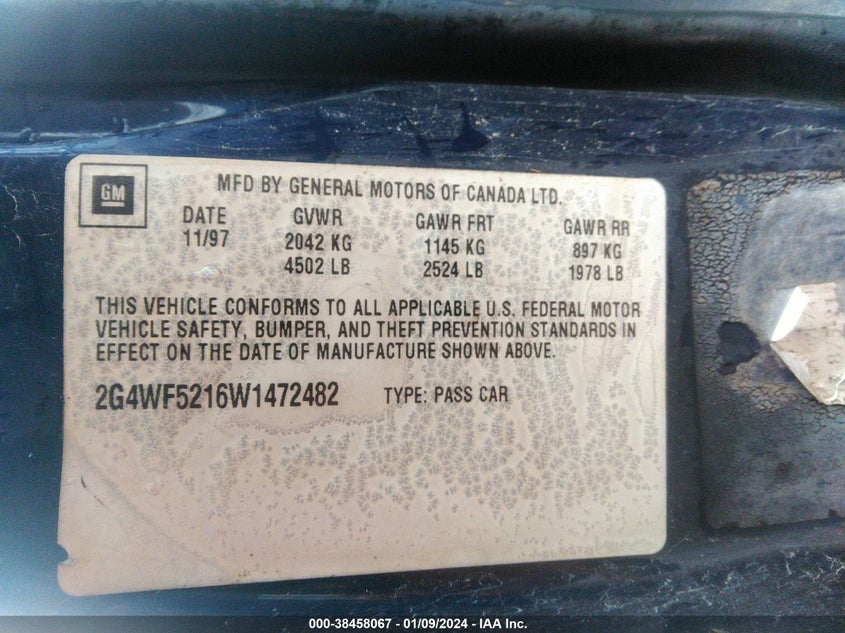 GM
MFD BY GENERAL MOTORS OF CANADA LTD.
DATE GVWR GAWR FRT GAWR RR
11/97 2042 KG 1145 KG 897 KG
4502 LB 2524 LB 1978 LB
THIS VEHICLE CONFORMS TO ALL APPLICABLE U.S. FEDERAL MOTOR
VEHICLE SAFETY, BUMPER, AND THEFT PREVENTION STANDARDS IN
EFFECT ON THE DATE OF MANUFACTURE SHOWN ABOVE.
2G4WF5216W1472482 TYPE: PASS CAR
000-38458067 - 01/09/2024 - IAA Inc.